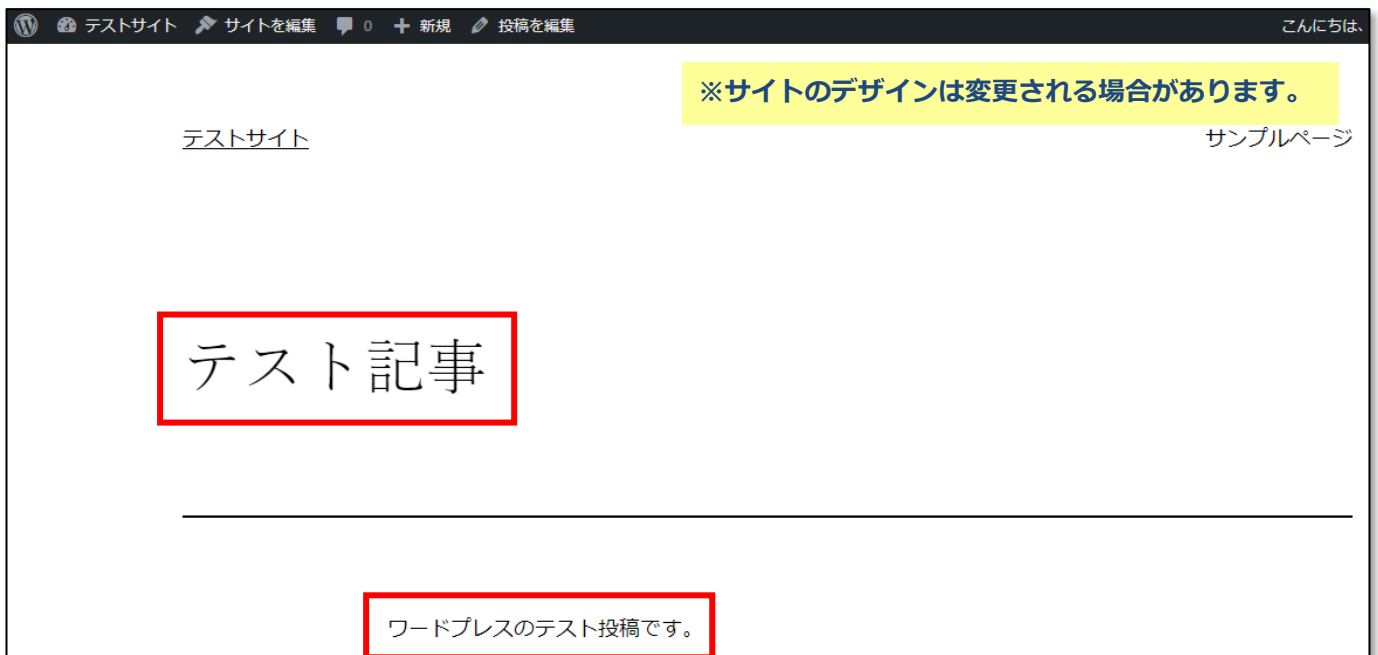 テストサイト サイトを編集 0 新規 投稿を編集 こんにちは、
※サイトのデザインは変更される場合があります。
テストサイト サンプルページ
テスト記事
ワードプレスのテスト投稿です。